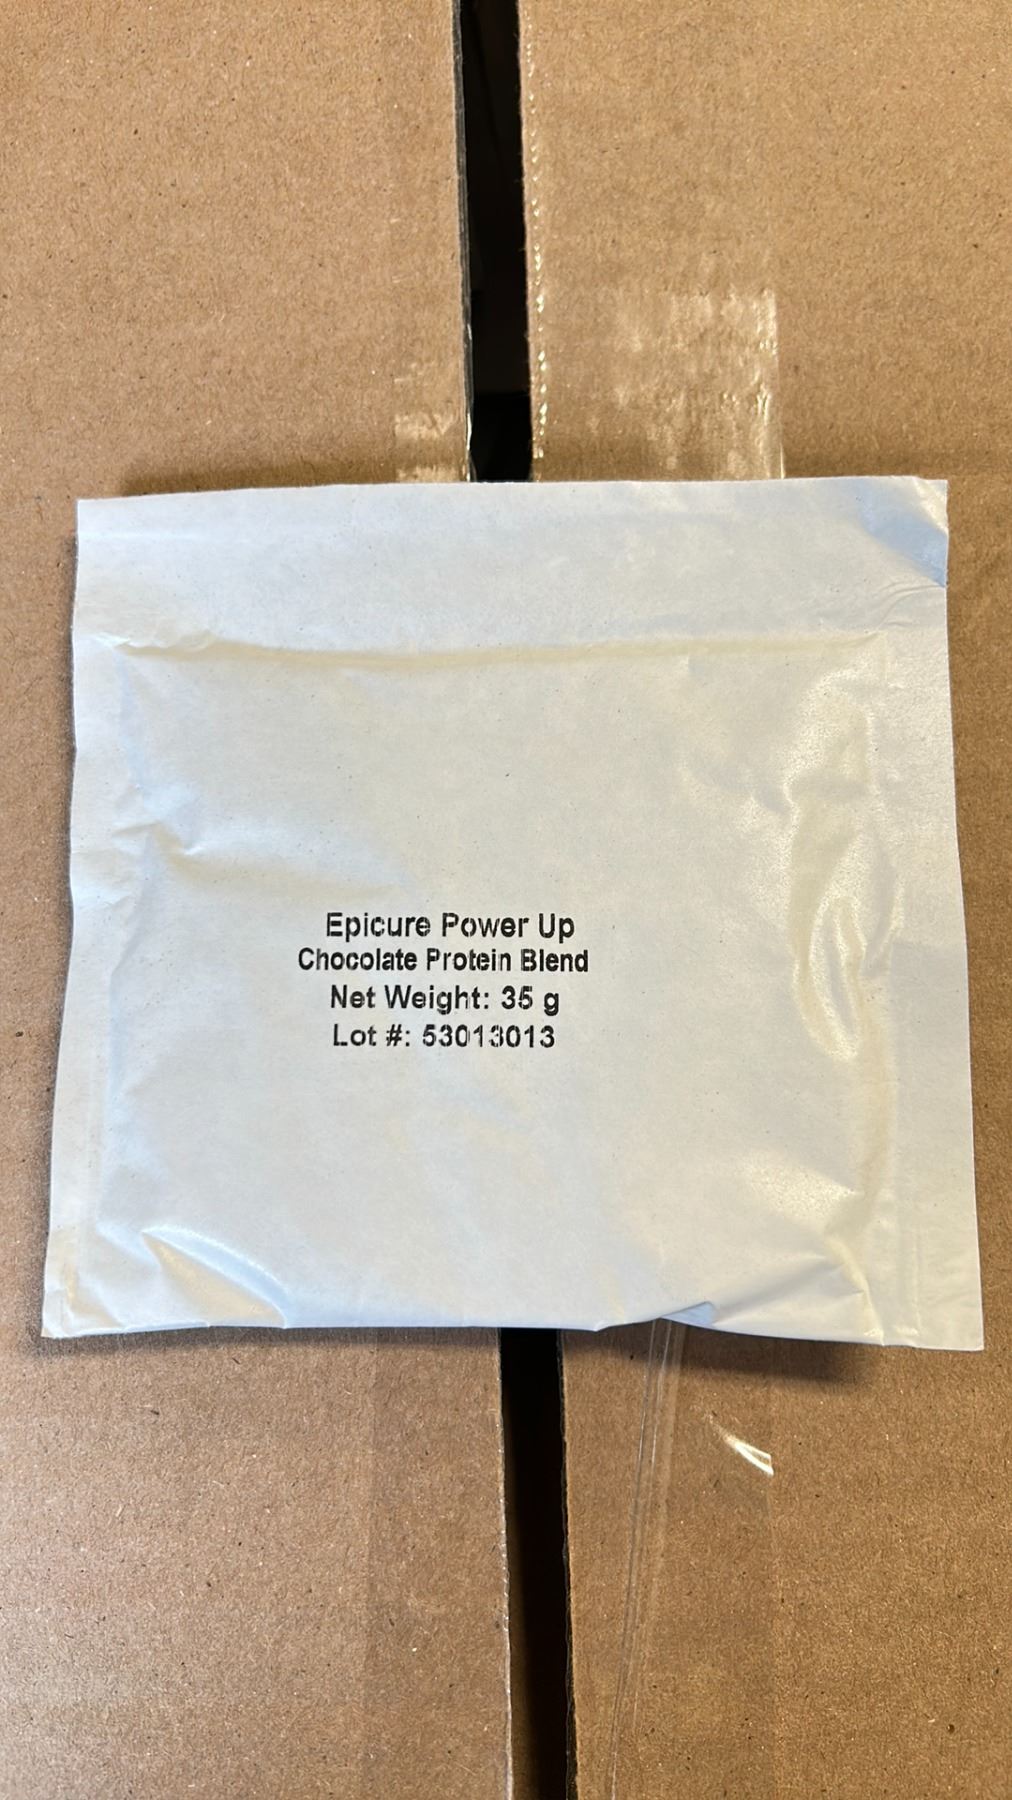 Epicure Power Up
Chocolate Protein Blend
Net Weight: 35 g
Lot #: 53013013